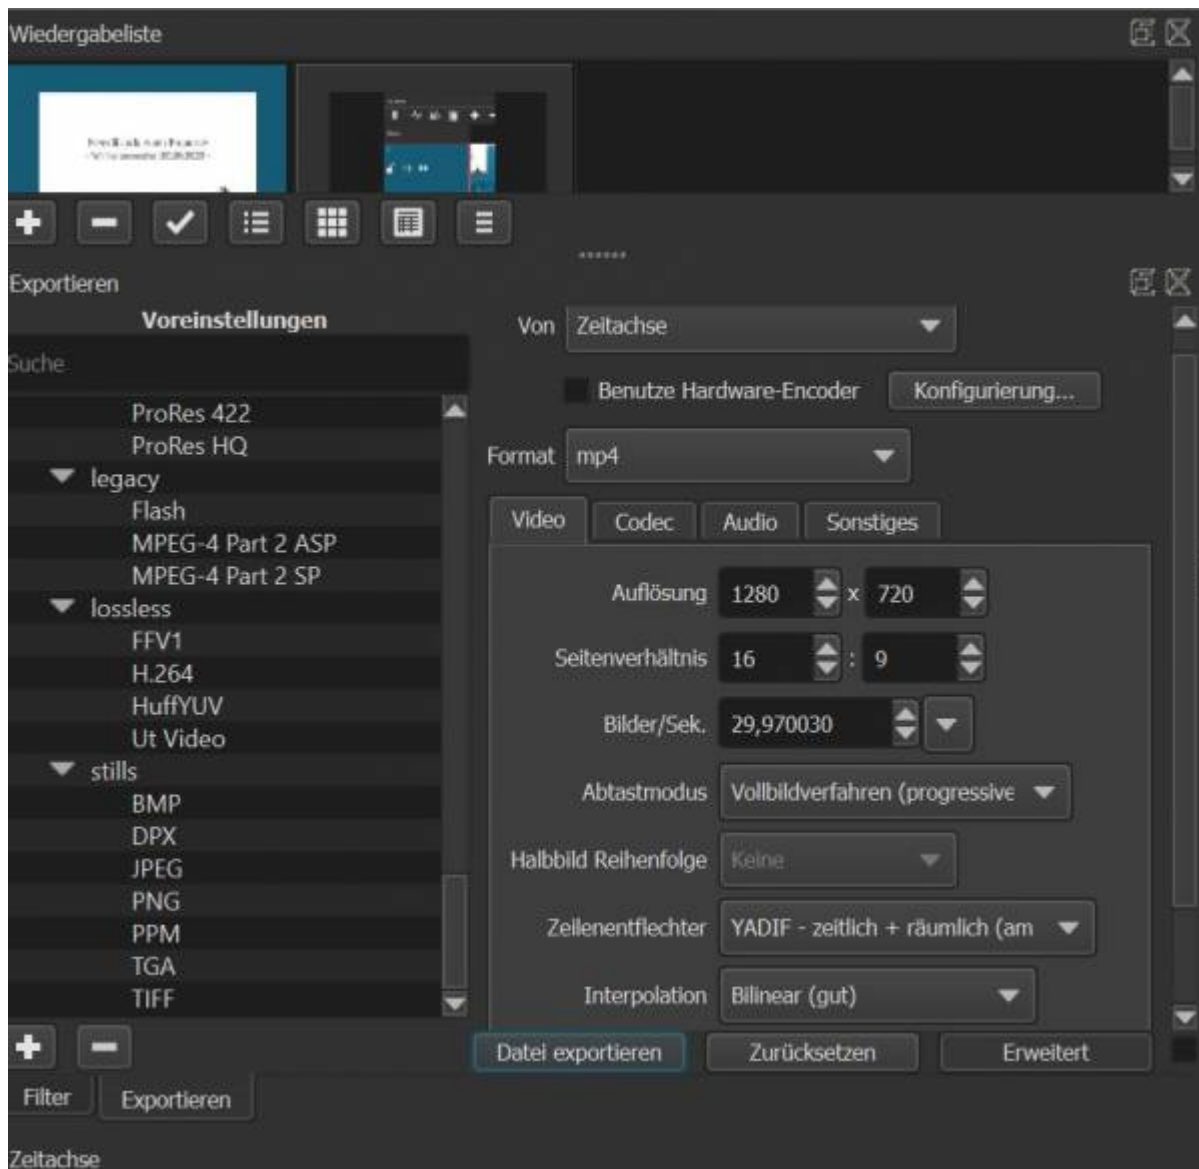 Wiedergabeliste
Exportieren
Voreinstellungen
Suche
ProRes 422
ProRes HQ
legacy
Flash
MPEG-4 Part 2 ASP
MPEG-4 Part 2 SP
lossless
FFV1
H.264
HuffYUV
Ut Video
stills
BMP
DPX
JPEG
PNG
PPM
TGA
TIFF
Von Zeitachse
Benutze Hardware-Encoder Konfigurierung...
Format mp4
Video Codec Audio Sonstiges
Auflösung 1280 x 720
Seitenverhältnis 16 : 9
Bilder/Sek. 29,970030
Abtastmodus Vollbildverfahren (progressive
Halbbild Reihenfolge Keine
Zeilenentflechter YADIF - zeitlich + räumlich (am
Interpolation Bilinear (gut)
Datei exportieren Zurücksetzen Erweitert
Filter Exportieren
Zeitachse